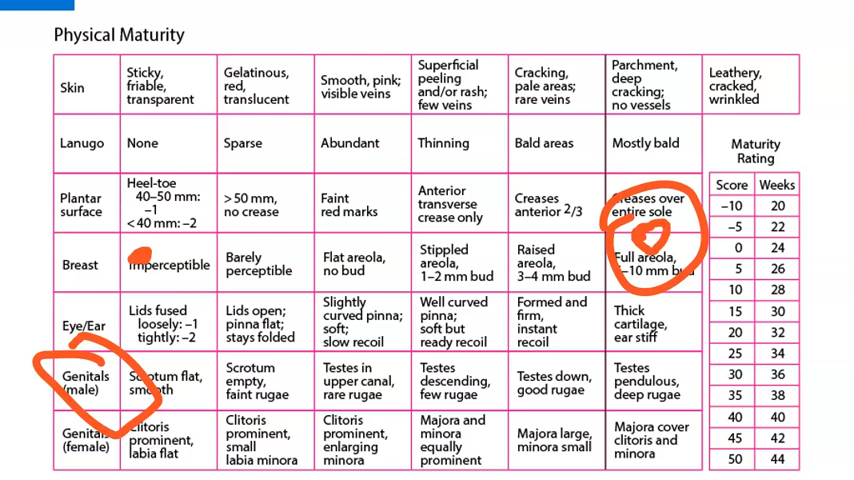 Physical Maturity
Skin
Sticky,
friable,
transparent
Gelatinous,
red,
translucent
Smooth, pink;
visible veins
Superficial
peeling
and/or rash;
few veins
Cracking,
pale areas;
rare veins
Parchment,
deep
cracking;
no vessels
Leathery,
cracked,
wrinkled
Lanugo
None
Sparse
Abundant
Thinning
Bald areas
Mostly bald
Plantar
surface
Heel-toe
40–50 mm:
–1
< 40 mm: –2
> 50 mm,
no crease
Faint
red marks
Anterior
transverse
crease only
Creases
anterior 2/3
Creases over
entire sole
Breast
Imperceptible
Barely
perceptible
Flat areola,
no bud
Stippled
areola,
1–2 mm bud
Raised
areola,
3–4 mm bud
Full areola,
5–10 mm bud
Eye/Ear
Lids fused
loosely: –1
tightly: –2
Lids open;
pinna flat;
stays folded
Slightly
curved pinna;
soft;
slow recoil
Well curved
pinna;
soft but
ready recoil
Formed and
firm,
instant
recoil
Thick
cartilage,
ear stiff
Genitals
(male)
Scrotum flat,
smooth
Scrotum
empty,
faint rugae
Testes in
upper canal,
rare rugae
Testes
descending,
few rugae
Testes down,
good rugae
Testes
pendulous,
deep rugae
Genitals
(female)
Clitoris
prominent,
labia flat
Clitoris
prominent,
small
labia minora
Clitoris
prominent,
enlarging
minora
Majora and
minora
equally
prominent
Majora large,
minora small
Majora cover
clitoris and
minora
Maturity
Rating
Score Weeks
–10 20
–5 22
0 24
5 26
10 28
15 30
20 32
25 34
30 36
35 38
40 40
45 42
50 44